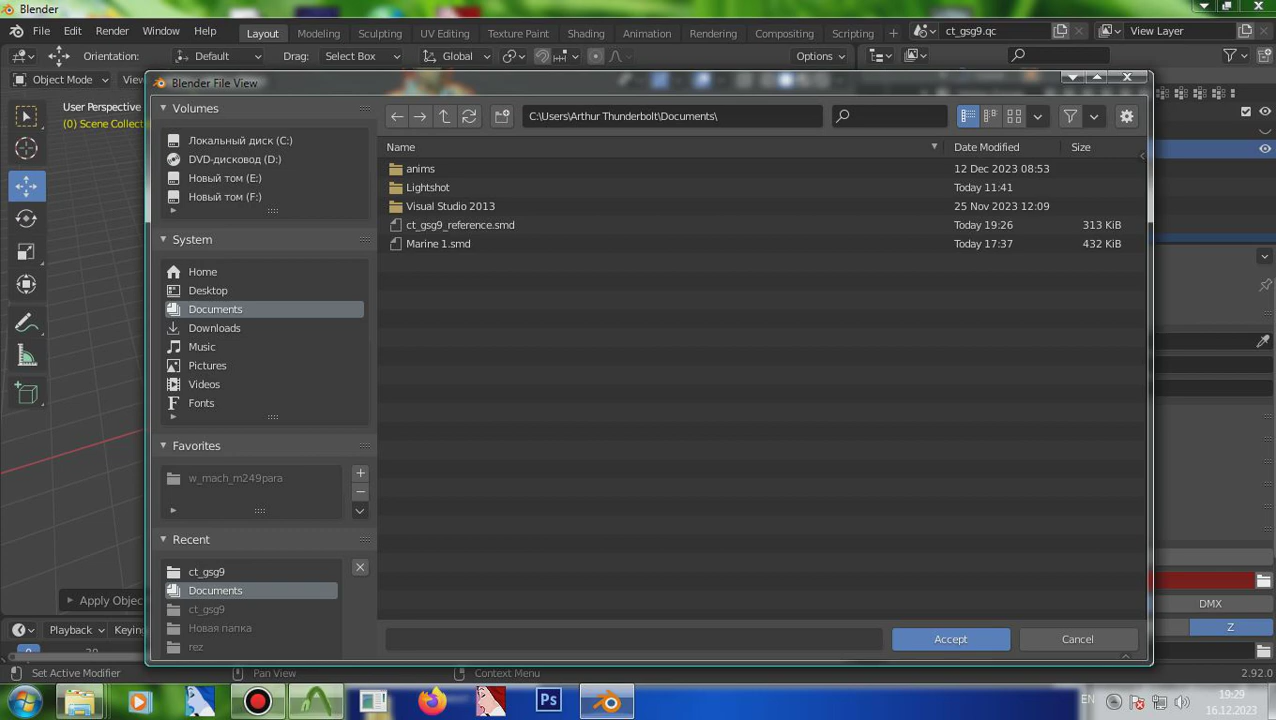 Blender
File Edit Render Window Help
Layout Modeling Sculpting UV Editing Texture Paint Shading Animation Rendering Compositing Scripting
ct_gsg9.qc
View Layer
Orientation: Default Drag: Select Box Global Options
Object Mode
User Perspective
(0) Scene Collect
Blender File View
Volumes
Локальный диск (C:)
DVD-дисковод (D:)
Новый том (E:)
Новый том (F:)
System
Home
Desktop
Documents
Downloads
Music
Pictures
Videos
Fonts
Favorites
w_mach_m249para
Recent
ct_gsg9
Documents
ct_gsg9
Новая папка
rez
C:\Users\Arthur Thunderbolt\Documents\
Name Date Modified Size
anims 12 Dec 2023 08:53
Lightshot Today 11:41
Visual Studio 2013 25 Nov 2023 12:09
ct_gsg9_reference.smd Today 19:26 313 KiB
Marine 1.smd Today 17:37 432 KiB
Accept Cancel
Apply Objec
DMX
Z
Playback Keying
Set Active Modifier Pan View Context Menu 2.92.0
Ps
EN
19:29
16.12.2023